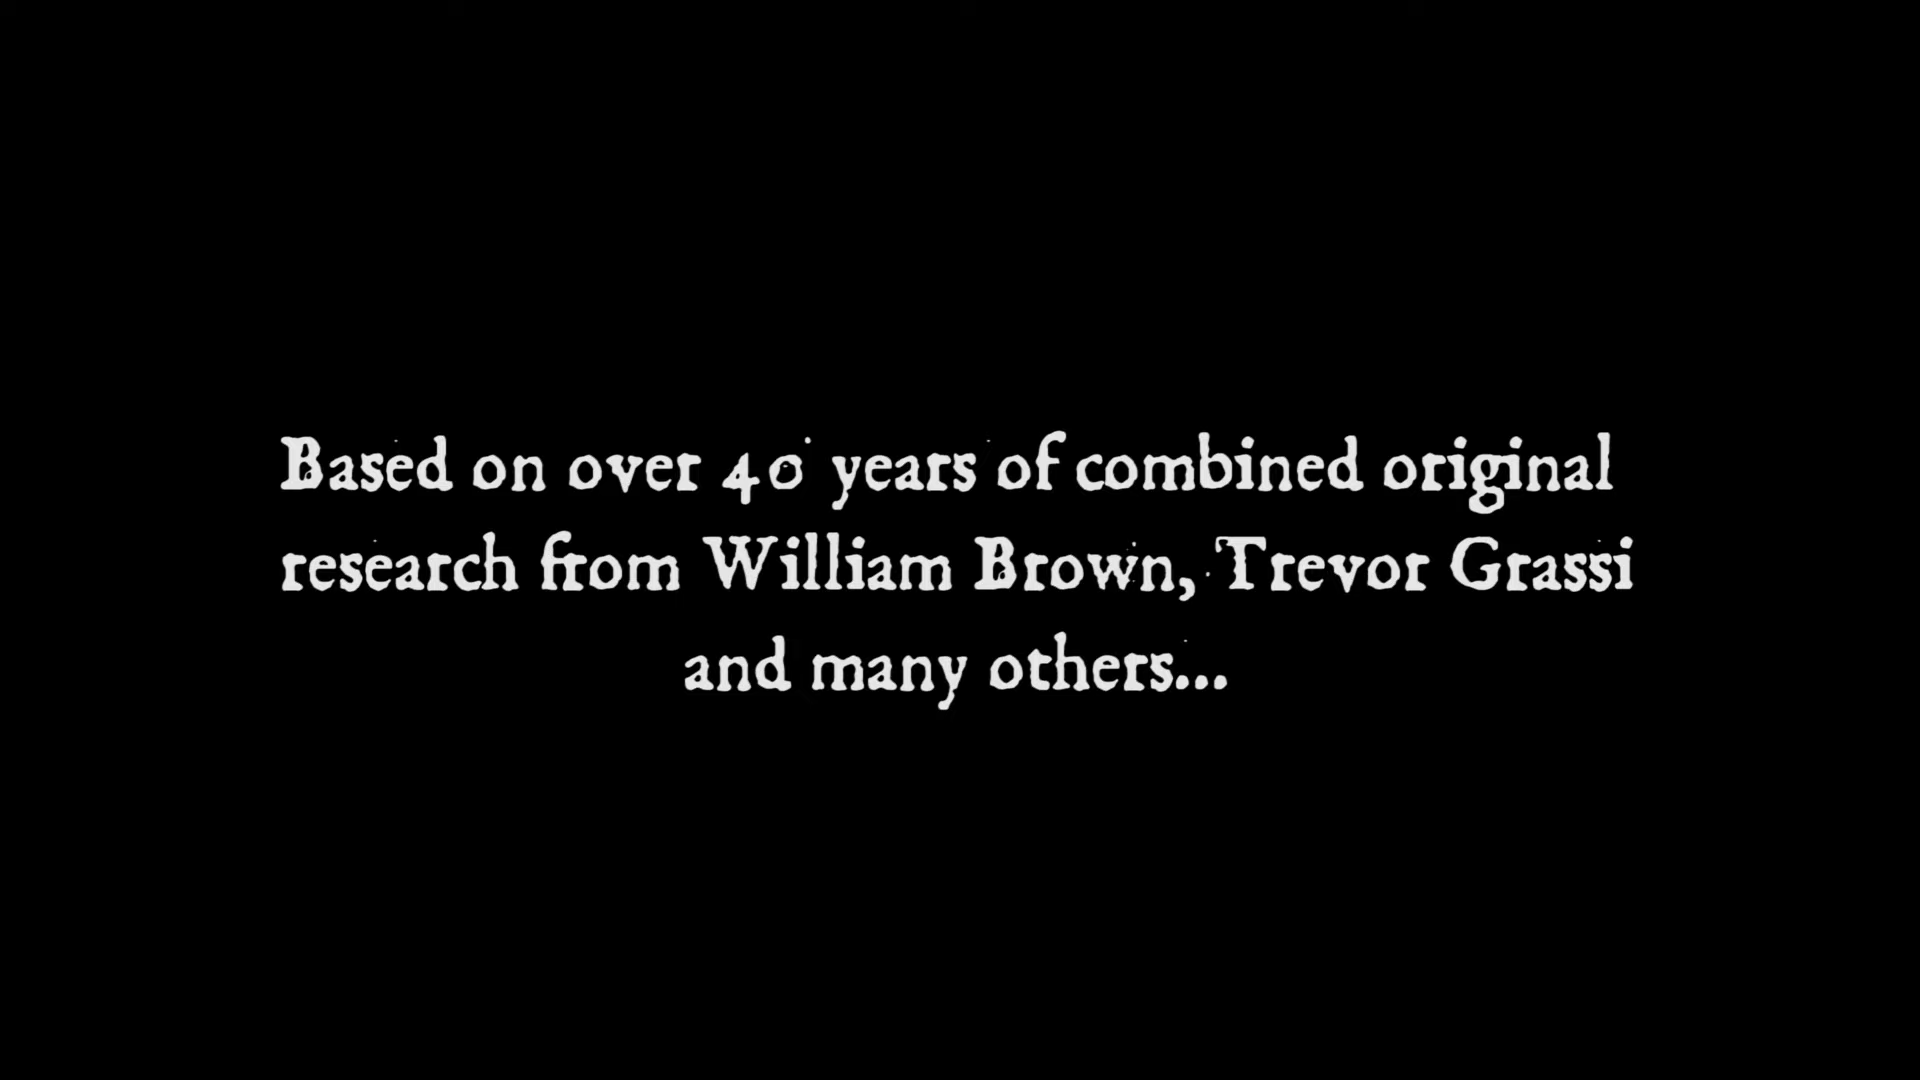 Based on over 40 years of combined original
research from William Brown, Trevor Grassi
and many others...